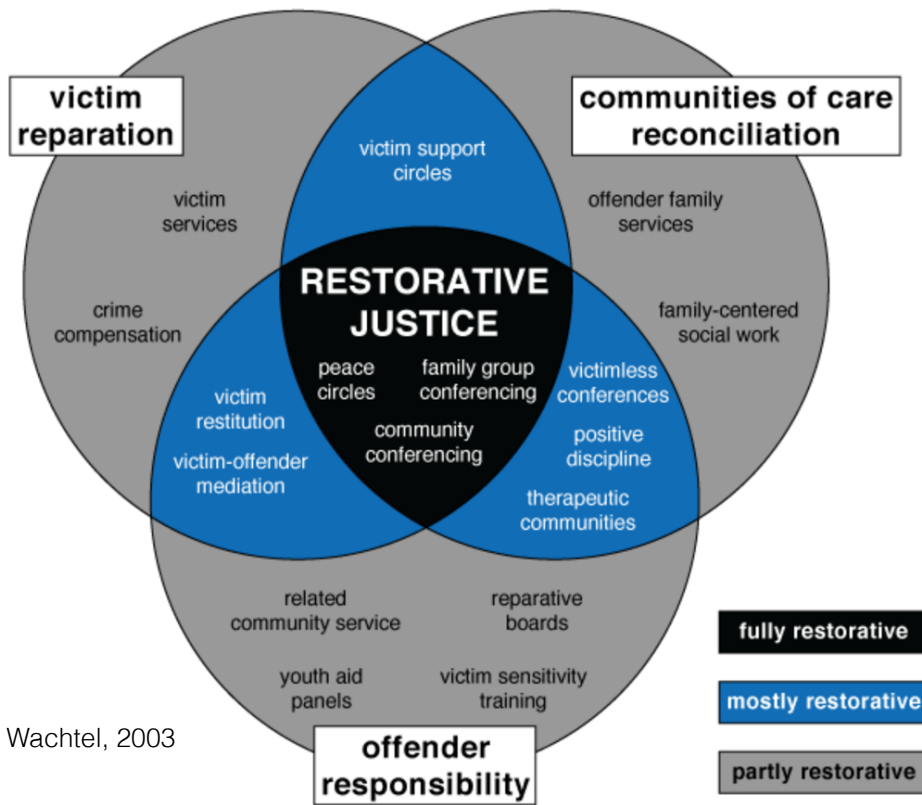 victim
reparation
communities of care
reconciliation
victim support
circles
victim
services
offender family
services
crime
compensation
family-centered
social work
RESTORATIVE
JUSTICE
peace
circles
family group
conferencing
community
conferencing
victim
restitution
victim-offender
mediation
victimless
conferences
positive
discipline
therapeutic
communities
related
community service
reparative
boards
youth aid
panels
victim sensitivity
training
offender
responsibility
Wachtel, 2003
fully restorative
mostly restorative
partly restorative